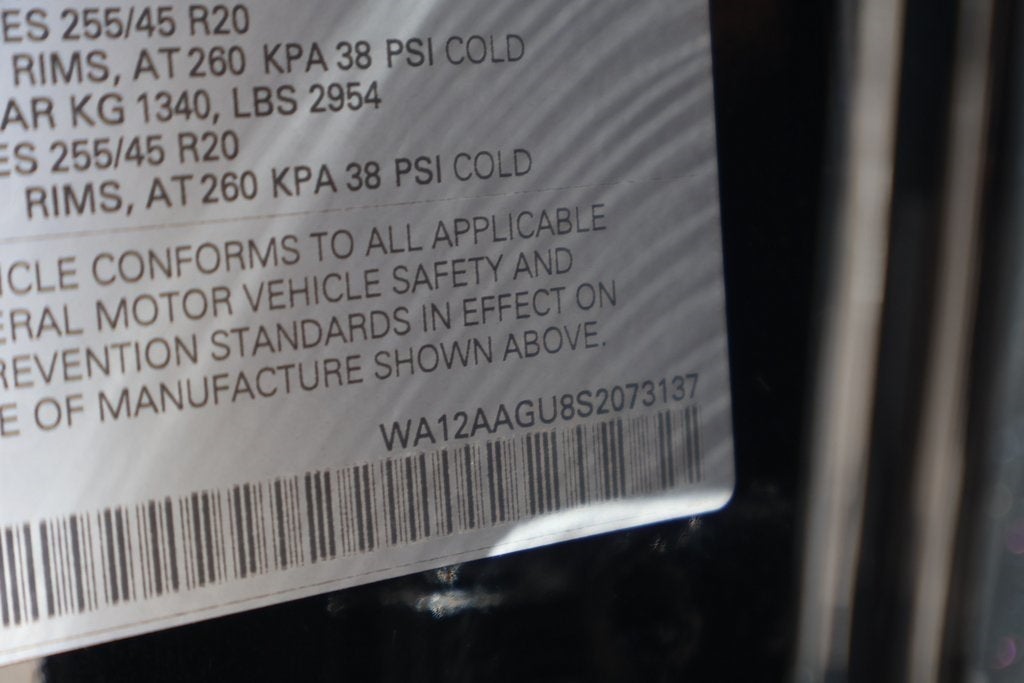 ES 255/45 R20
RIMS, AT 260 KPA 38 PSI COLD
AR KG 1340, LBS 2954
ES 255/45 R20
RIMS, AT 260 KPA 38 PSI COLD
ICLE CONFORMS TO ALL APPLICABLE
ERAL MOTOR VEHICLE SAFETY AND
REVENTION STANDARDS IN EFFECT ON
E OF MANUFACTURE SHOWN ABOVE.
WA12AAGU8S2073137